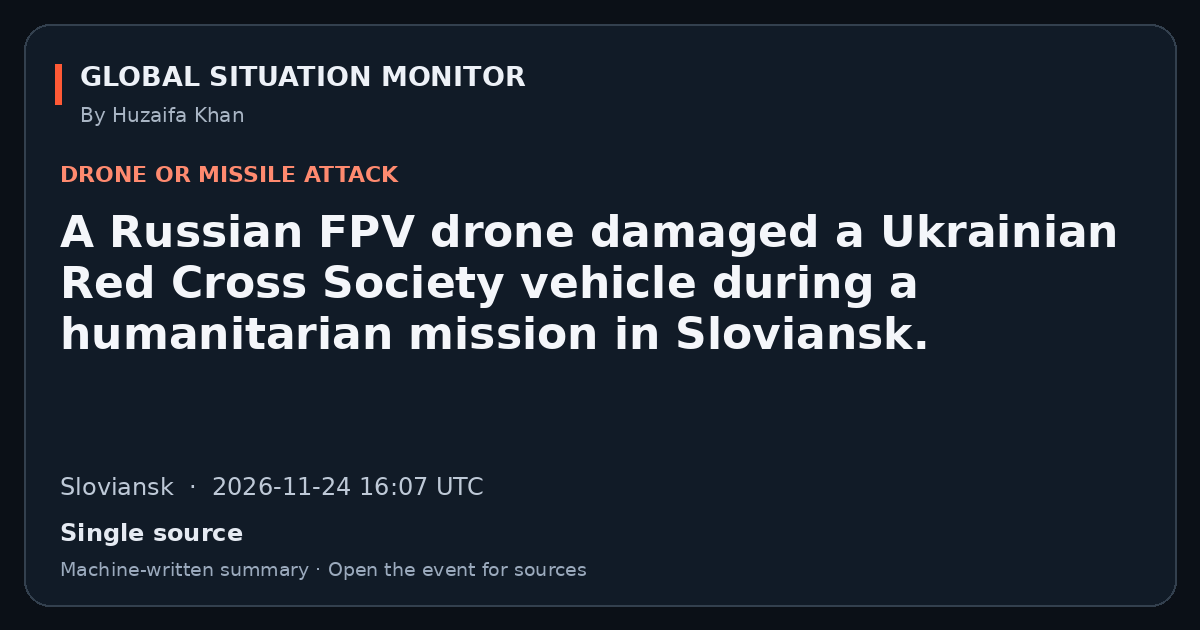 GLOBAL SITUATION MONITOR
By Huzaifa Khan
DRONE OR MISSILE ATTACK
A Russian FPV drone damaged a Ukrainian
Red Cross Society vehicle during a
humanitarian mission in Sloviansk.
Sloviansk · 2026-11-24 16:07 UTC
Single source
Machine-written summary · Open the event for sources